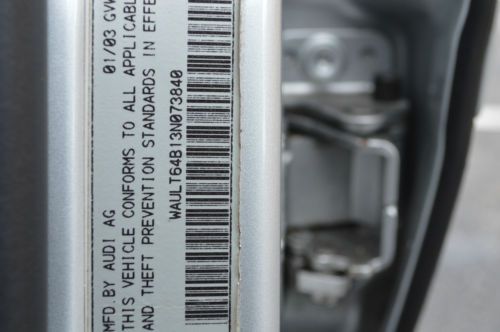 MFD.BY AUDI AG 01/03 GVW
THIS VEHICLE CONFORMS TO ALL APPLICABLE
AND THEFT PREVENTION STANDARDS IN EFFE
WAULT64B13N073840